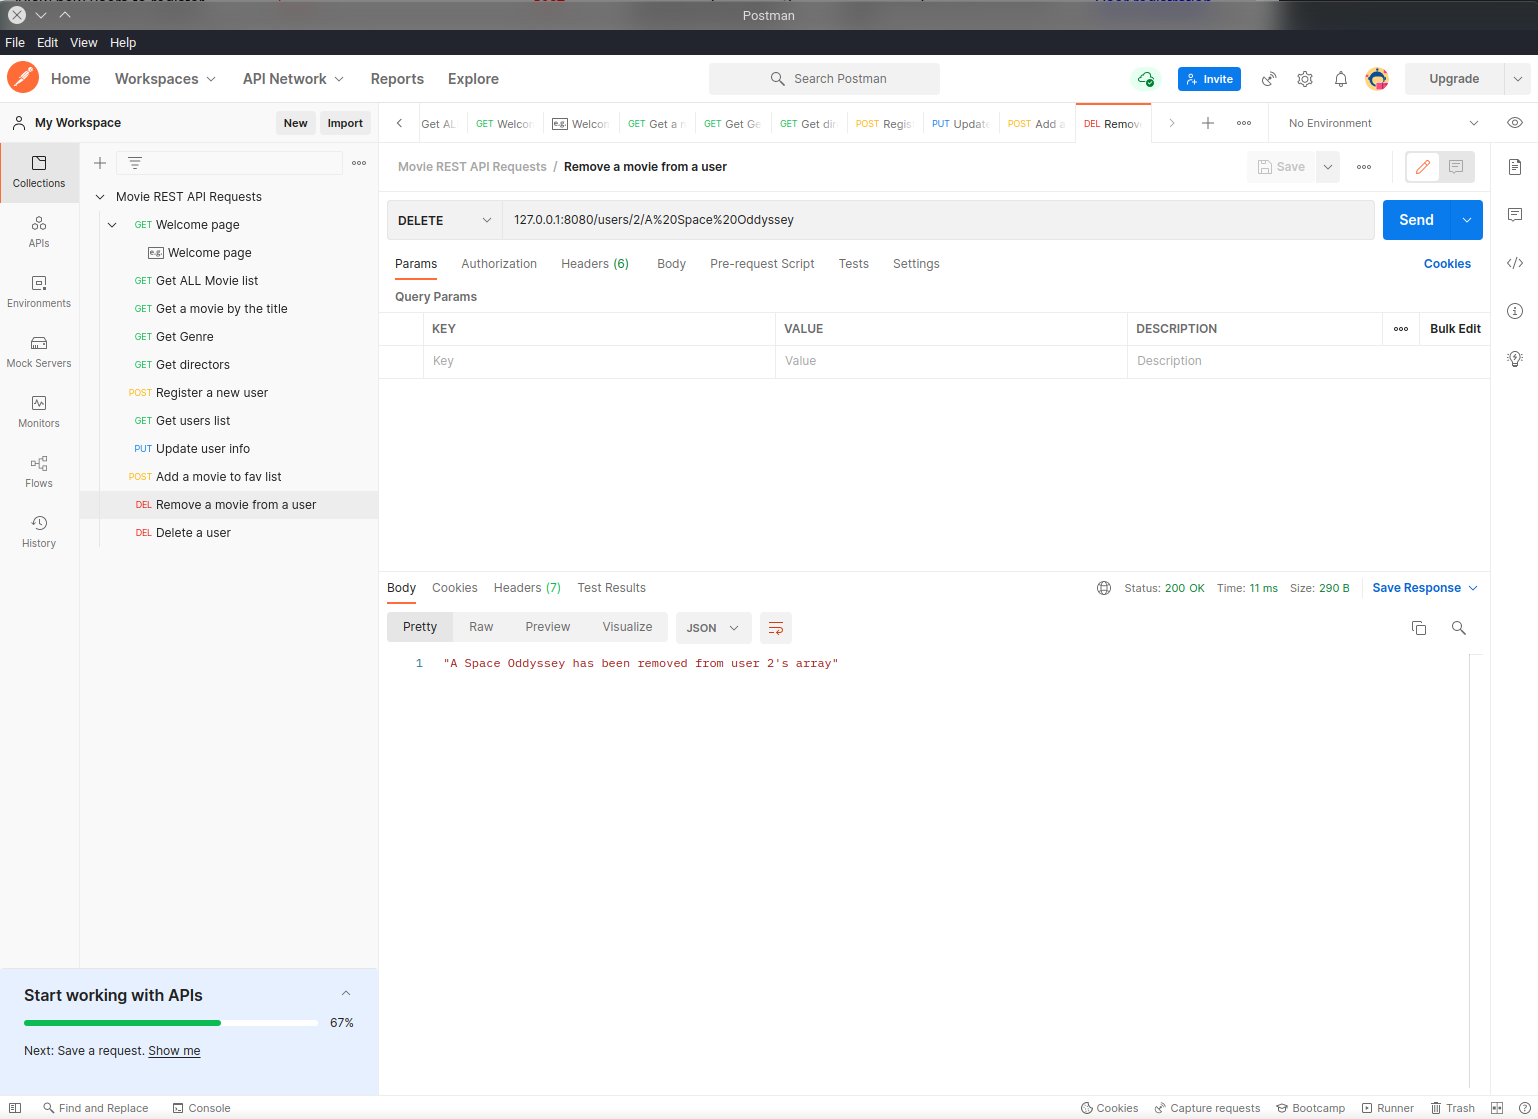 Postman
File Edit View Help
Home Workspaces API Network Reports Explore Search Postman Invite Upgrade
My Workspace New Import
Get AL GET Welcor e.g. Welcon GET Get a n GET Get Ge GET Get dir POST Regis PUT Update POST Add a DEL Remov No Environment
Collections
APIs
Environments
Mock Servers
Monitors
Flows
History
Movie REST API Requests
GET Welcome page
e.g. Welcome page
GET Get ALL Movie list
GET Get a movie by the title
GET Get Genre
GET Get directors
POST Register a new user
GET Get users list
PUT Update user info
POST Add a movie to fav list
DEL Remove a movie from a user
DEL Delete a user
Movie REST API Requests / Remove a movie from a user Save
DELETE 127.0.0.1:8080/users/2/A%20Space%20Oddyssey Send
Params Authorization Headers (6) Body Pre-request Script Tests Settings Cookies
Query Params
KEY VALUE DESCRIPTION Bulk Edit
Key Value Description
Body Cookies Headers (7) Test Results Status: 200 OK Time: 11 ms Size: 290 B Save Response
Pretty Raw Preview Visualize JSON
1 "A Space Oddyssey has been removed from user 2's array"
Start working with APIs
67%
Next: Save a request. Show me
Find and Replace Console Cookies Capture requests Bootcamp Runner Trash